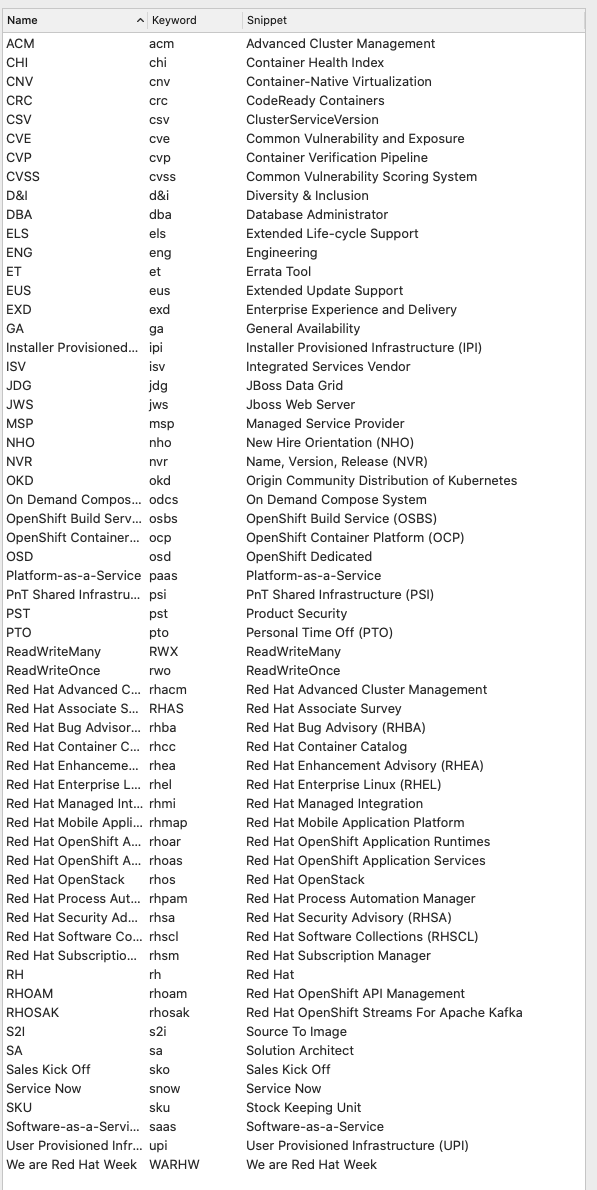 Name Keyword Snippet
ACM acm Advanced Cluster Management
CHI chi Container Health Index
CNV cnv Container-Native Virtualization
CRC crc CodeReady Containers
CSV csv ClusterServiceVersion
CVE cve Common Vulnerability and Exposure
CVP cvp Container Verification Pipeline
CVSS cvss Common Vulnerability Scoring System
D&I d&i Diversity & Inclusion
DBA dba Database Administrator
ELS els Extended Life-cycle Support
ENG eng Engineering
ET et Errata Tool
EUS eus Extended Update Support
EXD exd Enterprise Experience and Delivery
GA ga General Availability
Installer Provisioned... ipi Installer Provisioned Infrastructure (IPI)
ISV isv Integrated Services Vendor
JDG jdg JBoss Data Grid
JWS jws Jboss Web Server
MSP msp Managed Service Provider
NHO nho New Hire Orientation (NHO)
NVR nvr Name, Version, Release (NVR)
OKD okd Origin Community Distribution of Kubernetes
On Demand Compos... odcs On Demand Compose System
OpenShift Build Serv... osbs OpenShift Build Service (OSBS)
OpenShift Container... ocp OpenShift Container Platform (OCP)
OSD osd OpenShift Dedicated
Platform-as-a-Service paas Platform-as-a-Service
PnT Shared Infrastru... psi PnT Shared Infrastructure (PSI)
PST pst Product Security
PTO pto Personal Time Off (PTO)
ReadWriteMany RWX ReadWriteMany
ReadWriteOnce rwo ReadWriteOnce
Red Hat Advanced C... rhacm Red Hat Advanced Cluster Management
Red Hat Associate S... RHAS Red Hat Associate Survey
Red Hat Bug Advisor... rhba Red Hat Bug Advisory (RHBA)
Red Hat Container C... rhcc Red Hat Container Catalog
Red Hat Enhanceme... rhea Red Hat Enhancement Advisory (RHEA)
Red Hat Enterprise L... rhel Red Hat Enterprise Linux (RHEL)
Red Hat Managed Int... rhmi Red Hat Managed Integration
Red Hat Mobile Appli... rhmap Red Hat Mobile Application Platform
Red Hat OpenShift A... rhoar Red Hat OpenShift Application Runtimes
Red Hat OpenShift A... rhoas Red Hat OpenShift Application Services
Red Hat OpenStack rhos Red Hat OpenStack
Red Hat Process Aut... rhpam Red Hat Process Automation Manager
Red Hat Security Ad... rhsa Red Hat Security Advisory (RHSA)
Red Hat Software Co... rhscl Red Hat Software Collections (RHSCL)
Red Hat Subscriptio... rhsm Red Hat Subscription Manager
RH rh Red Hat
RHOAM rhoam Red Hat OpenShift API Management
RHOSAK rhosak Red Hat OpenShift Streams For Apache Kafka
S2I s2i Source To Image
SA sa Solution Architect
Sales Kick Off sko Sales Kick Off
Service Now snow Service Now
SKU sku Stock Keeping Unit
Software-as-a-Servi... saas Software-as-a-Service
User Provisioned Infr... upi User Provisioned Infrastructure (UPI)
We are Red Hat Week WARHW We are Red Hat Week